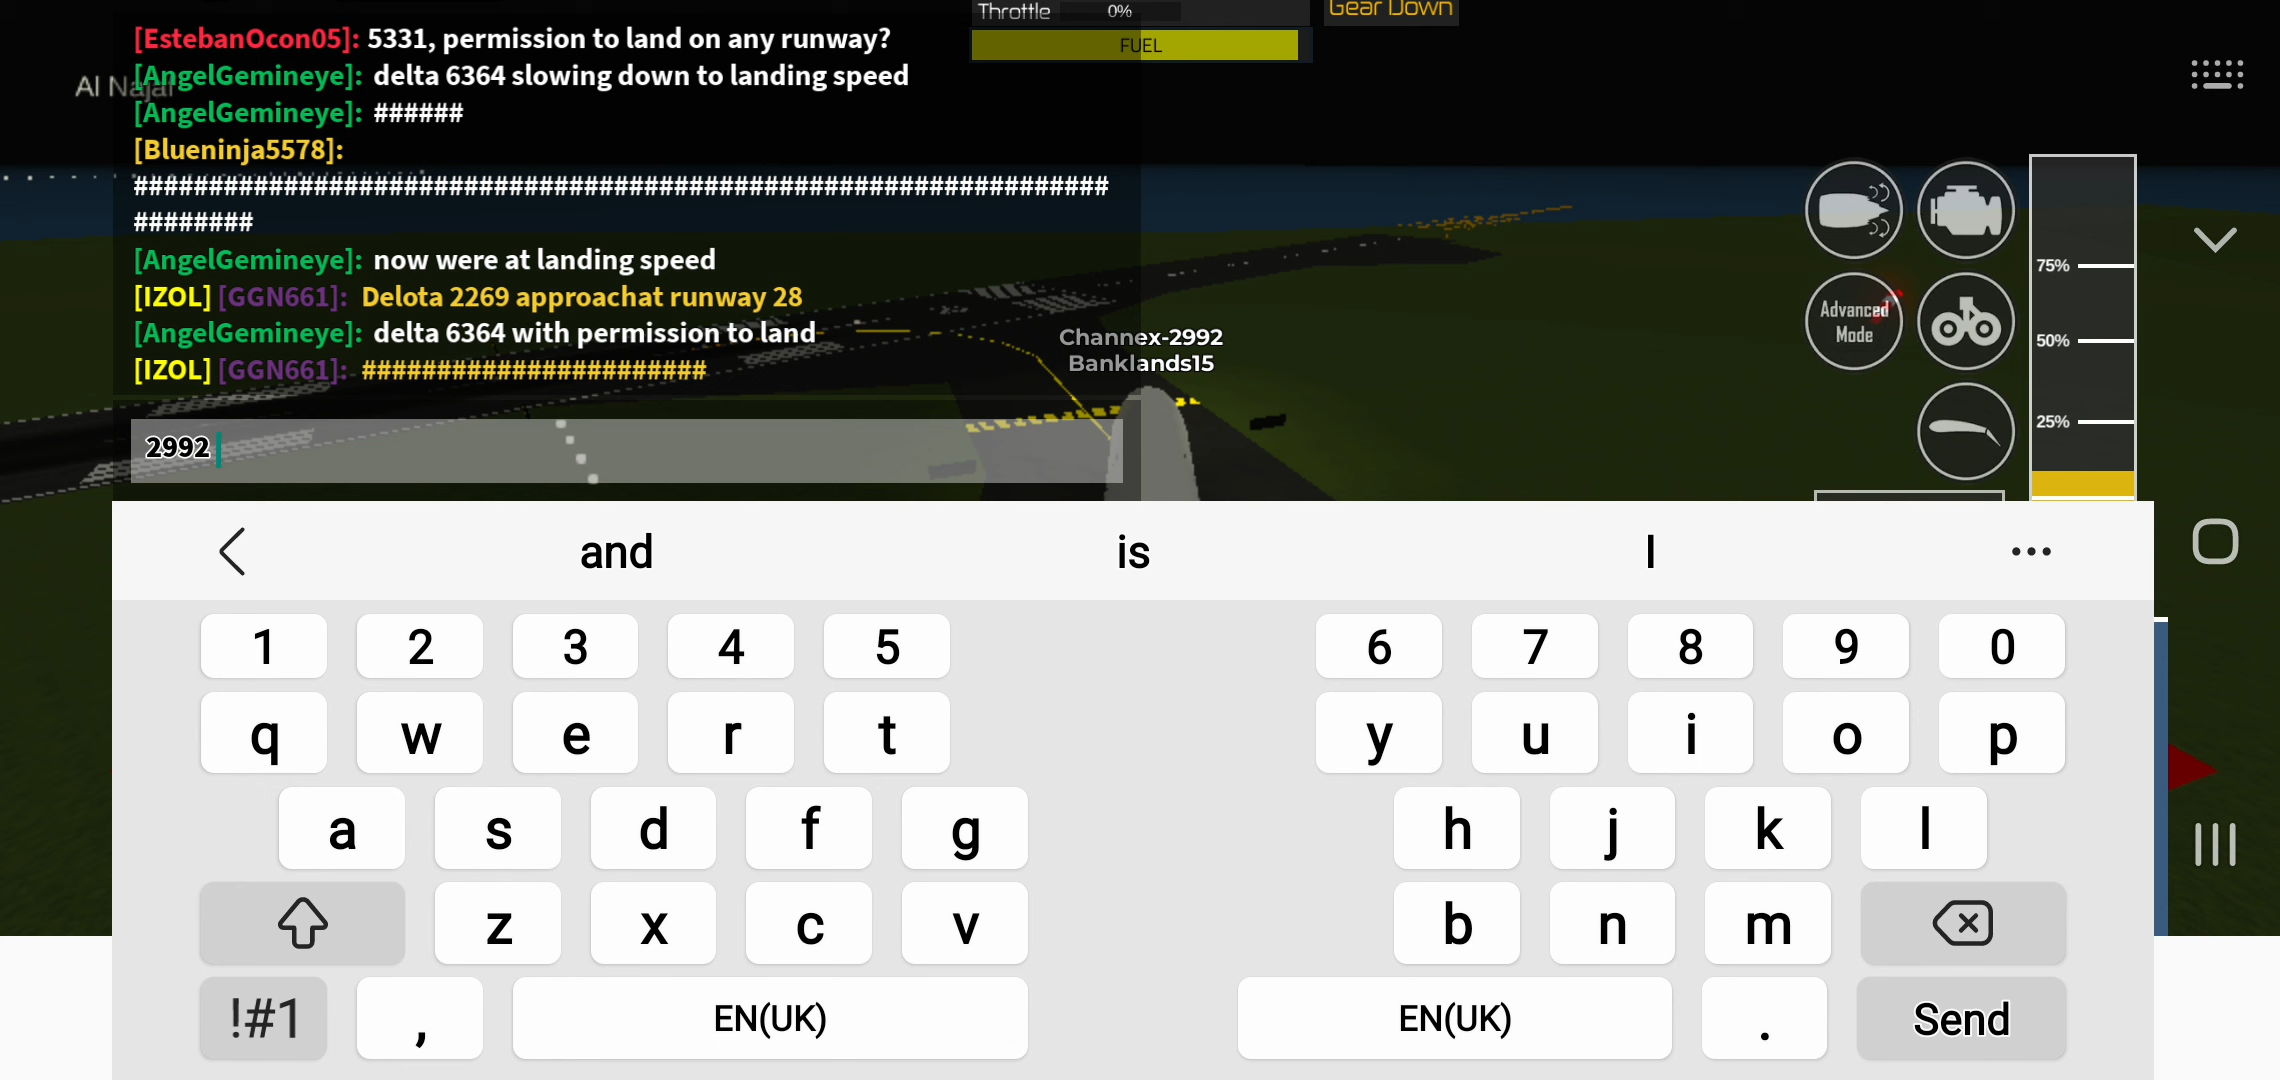 Throttle 0% Gear Down
FUEL
[EstebanOcon05]: 5331, permission to land on any runway?
[AngelGemineye]: delta 6364 slowing down to landing speed
Al Najaf
[AngelGemineye]: ######
[Blueninja5578]:
#################################################################
########
[AngelGemineye]: now were at landing speed
[IZOL] [GGN661]: Delota 2269 approachat runway 28
[AngelGemineye]: delta 6364 with permission to land
[IZOL] [GGN661]: #######################
Channex-2992
Banklands15
Advanced
Mode
75%
50%
25%
2992
and is I
1 2 3 4 5 6 7 8 9 0
q w e r t y u i o p
a s d f g h j k l
z x c v b n m
!#1 , EN(UK) EN(UK) . Send